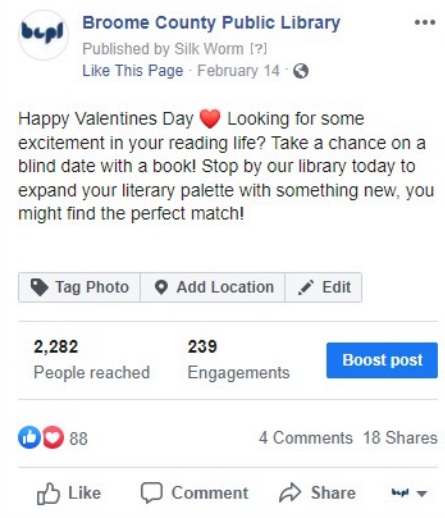 bcpl
Broome County Public Library
Published by Silk Worm [?]
Like This Page · February 14 ·
Happy Valentines Day ❤️ Looking for some
excitement in your reading life? Take a chance on a
blind date with a book! Stop by our library today to
expand your literary palette with something new, you
might find the perfect match!
Tag Photo Add Location Edit
2,282 239
People reached Engagements Boost post
88 4 Comments 18 Shares
Like Comment Share bcpl